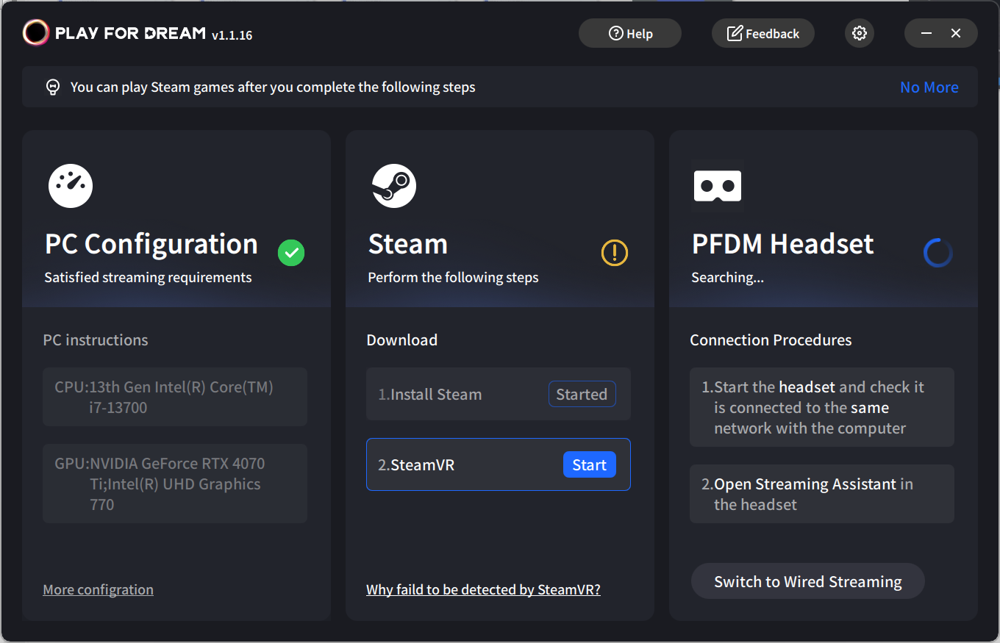 PLAY FOR DREAM v1.1.16
Help
Feedback
You can play Steam games after you complete the following steps
No More
PC Configuration
Satisfied streaming requirements
PC instructions
CPU:13th Gen Intel(R) Core(TM)
i7-13700
GPU:NVIDIA GeForce RTX 4070
Ti;Intel(R) UHD Graphics
770
More configration
Steam
Perform the following steps
Download
1.Install Steam
Started
2.SteamVR
Start
Why faild to be detected by SteamVR?
PFDM Headset
Searching...
Connection Procedures
1.Start the headset and check it
is connected to the same
network with the computer
2.Open Streaming Assistant in
the headset
Switch to Wired Streaming